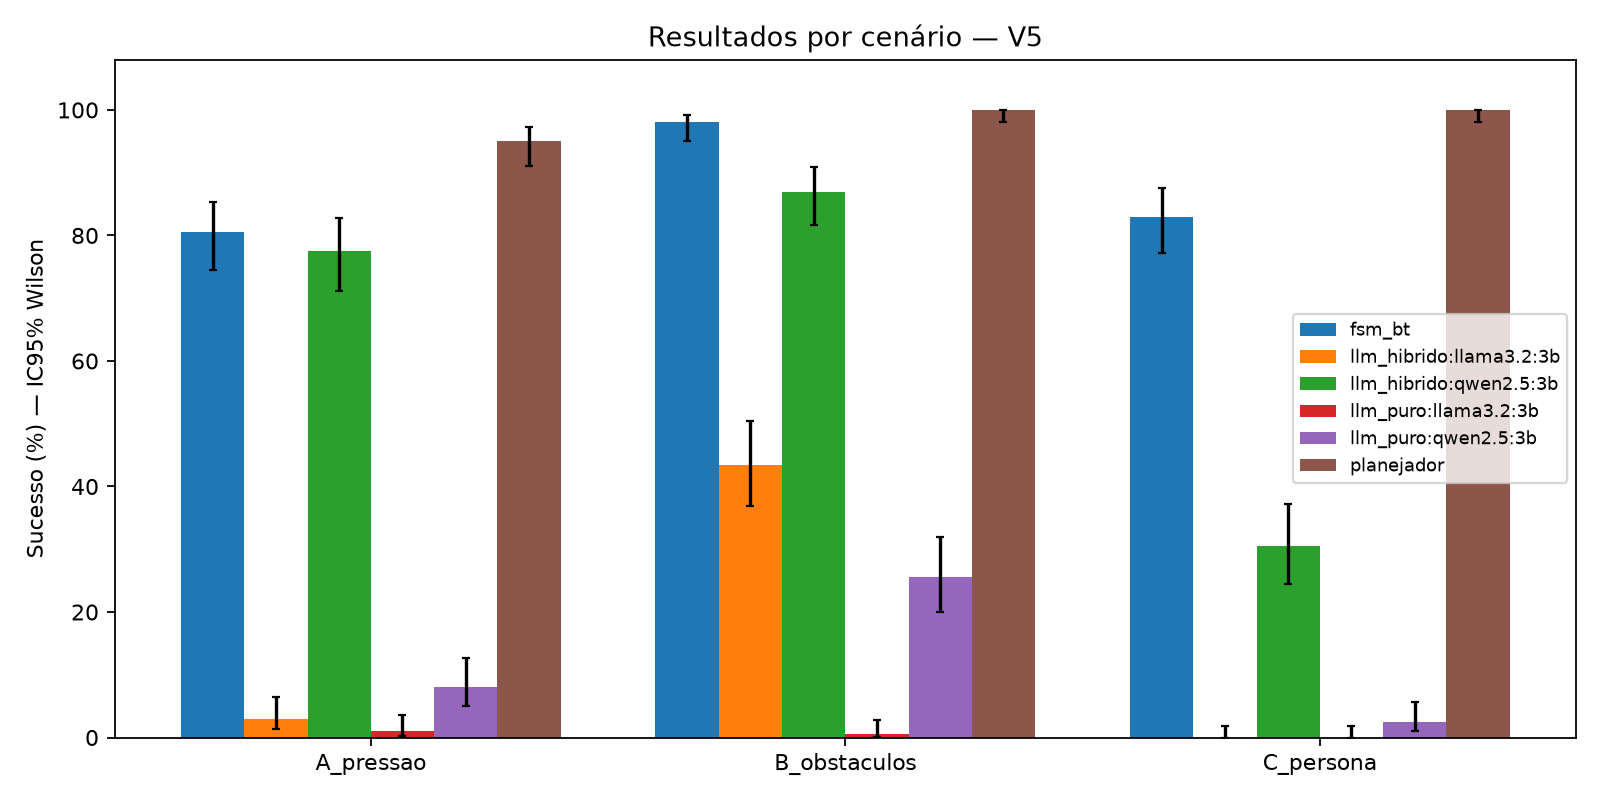 Resultados por cenário — V5
Sucesso (%) — IC95% Wilson
100
80
60
40
20
0
fsm_bt
llm_hibrido:llama3.2:3b
llm_hibrido:qwen2.5:3b
llm_puro:llama3.2:3b
llm_puro:qwen2.5:3b
planejador
A_pressao
B_obstaculos
C_persona